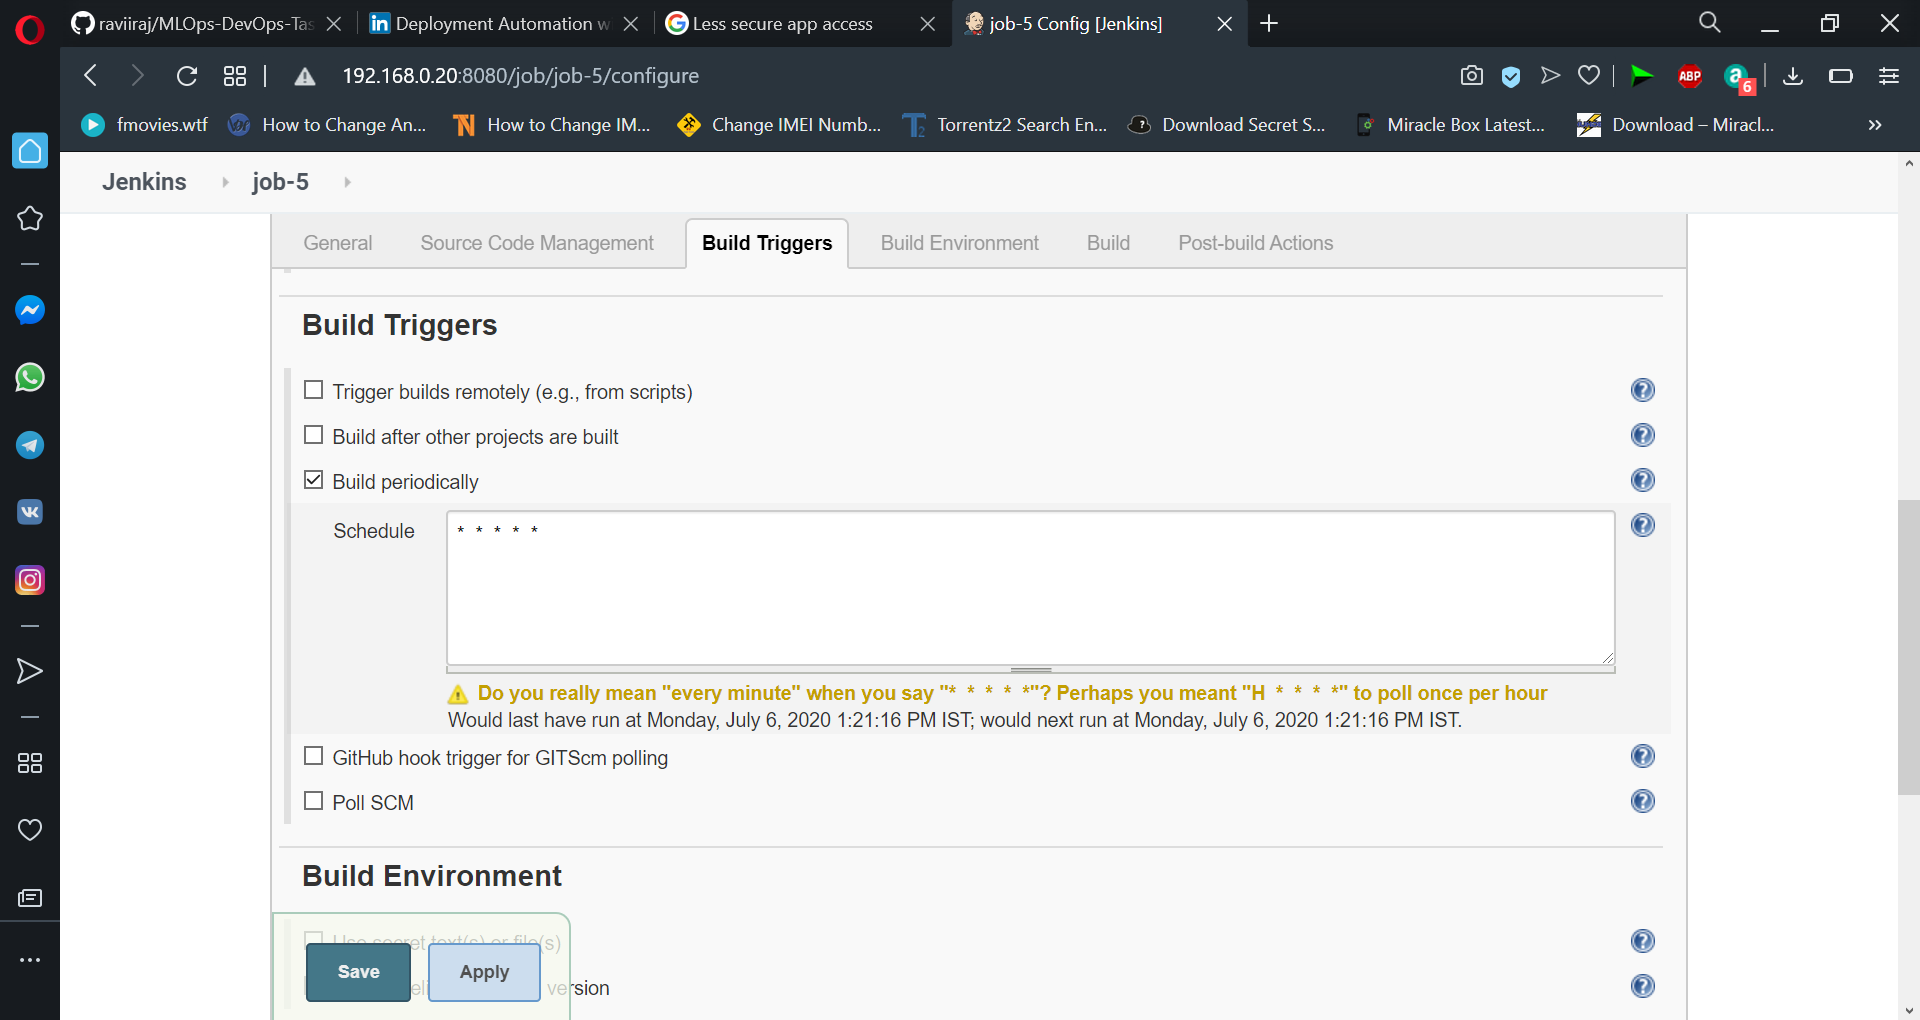 raviiraj/MLOps-DevOps-Tas
Deployment Automation w
Less secure app access
job-5 Config [Jenkins]
192.168.0.20:8080/job/job-5/configure
ABP
6
fmovies.wtf
How to Change An...
How to Change IM...
Change IMEI Numb...
Torrentz2 Search En...
Download Secret S...
Miracle Box Latest...
Download – Miracl...
Jenkins
job-5
General
Source Code Management
Build Triggers
Build Environment
Build
Post-build Actions
Build Triggers
Trigger builds remotely (e.g., from scripts)
Build after other projects are built
Build periodically
Schedule
* * * * *
Do you really mean "every minute" when you say "* * * * *"? Perhaps you meant "H * * * *" to poll once per hour
Would last have run at Monday, July 6, 2020 1:21:16 PM IST; would next run at Monday, July 6, 2020 1:21:16 PM IST.
GitHub hook trigger for GITScm polling
Poll SCM
Build Environment
Use secret text(s) or file(s)
Save
Apply
version